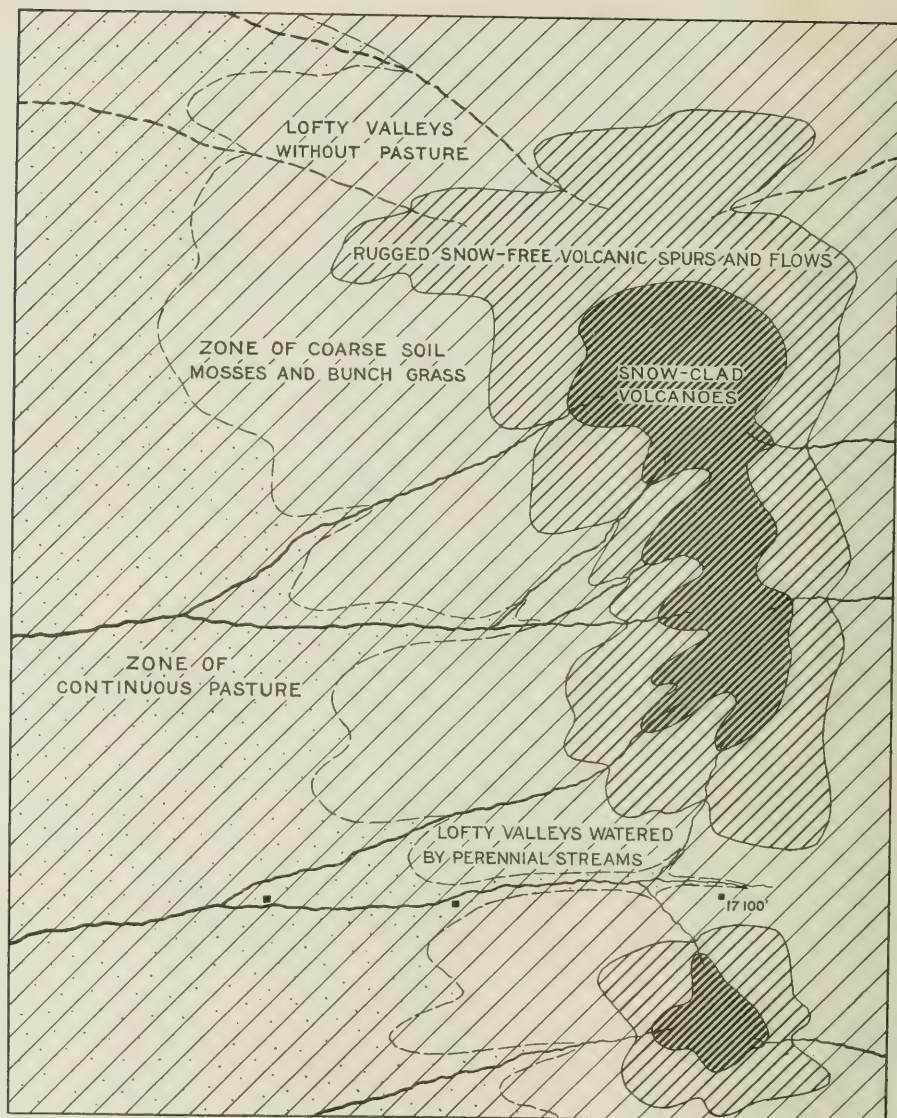 LOFTY VALLEYS
WITHOUT PASTURE
RUGGED SNOW-FREE VOLCANIC SPURS AND FLOWS
ZONE OF COARSE SOIL
MOSSES AND BUNCH GRASS
SNOW-CLAD
VOLCANOES
ZONE OF
CONTINUOUS PASTURE
LOFTY VALLEYS WATERED
BY PERENNIAL STREAMS
17100'